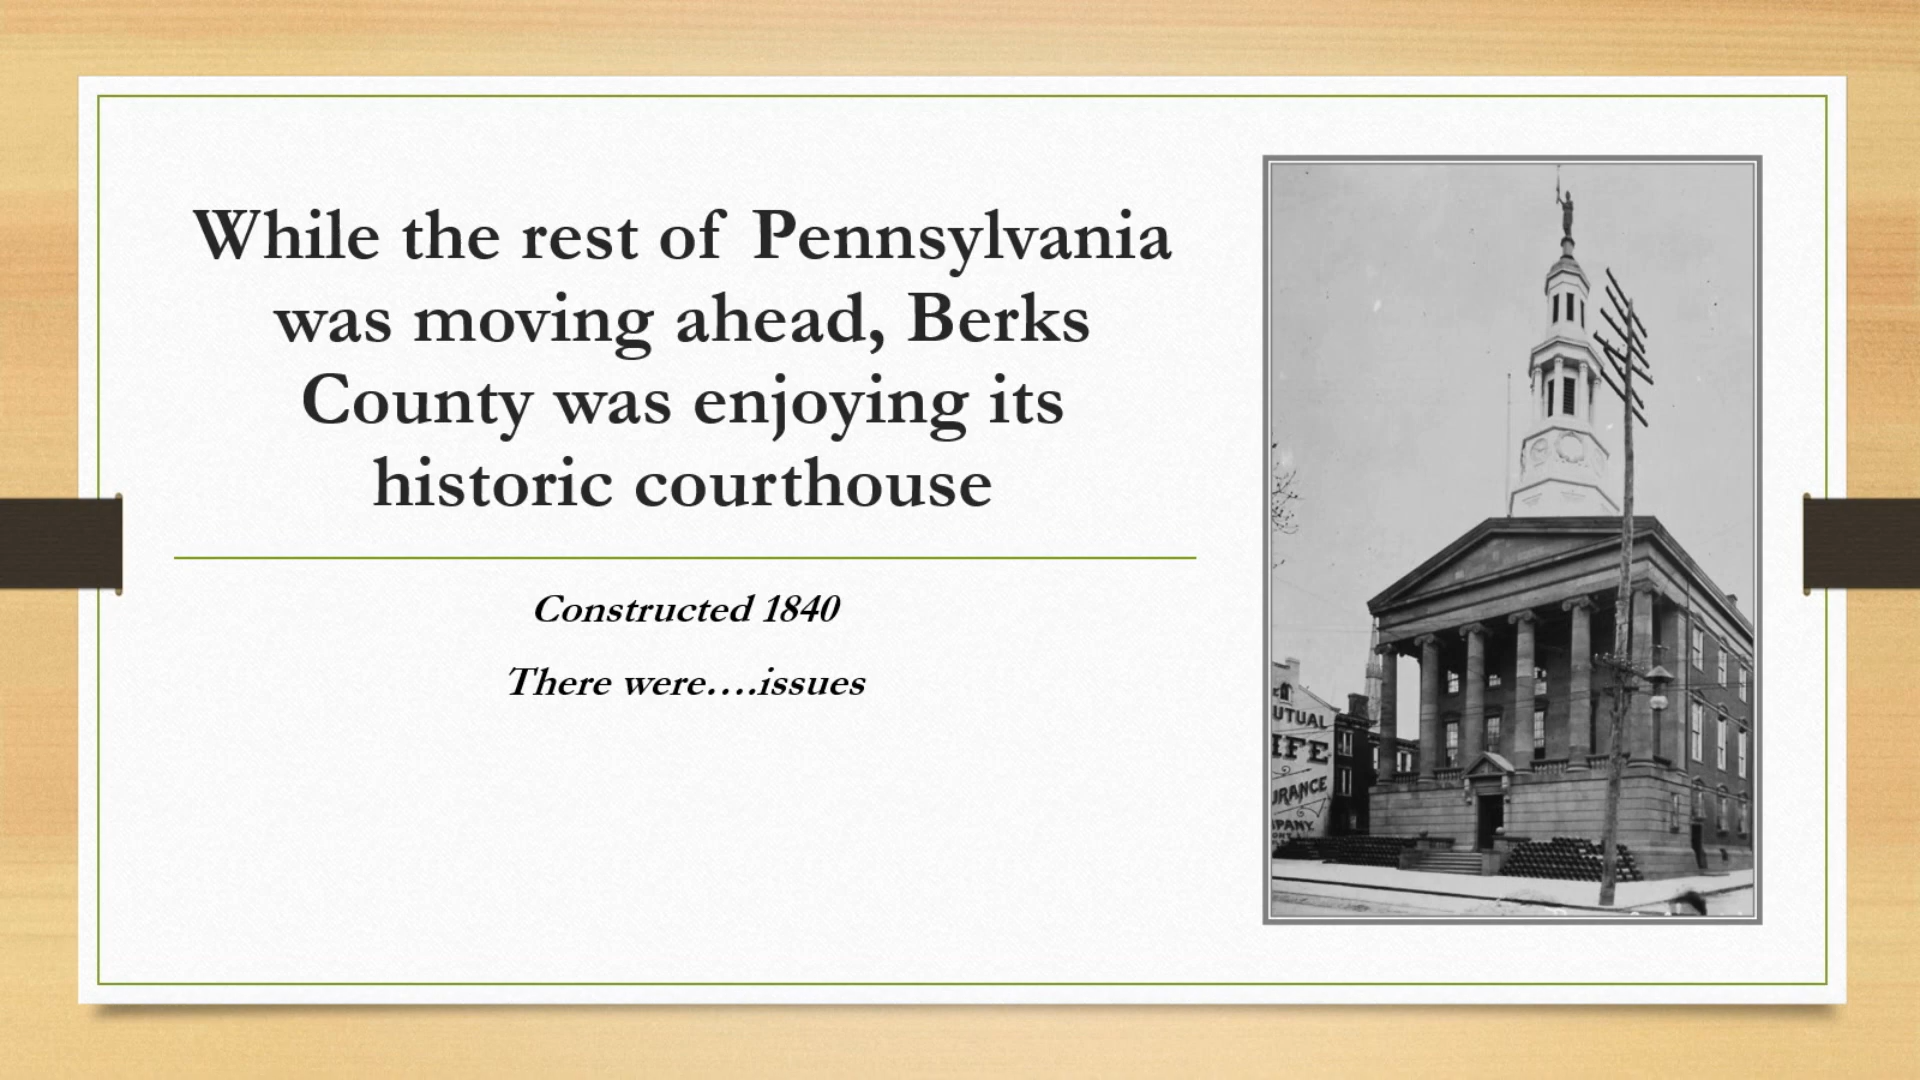 While the rest of Pennsylvania
was moving ahead, Berks
County was enjoying its
historic courthouse
Constructed 1840
There were….issues
UTUAL
IFE
URANCE
MPANY.